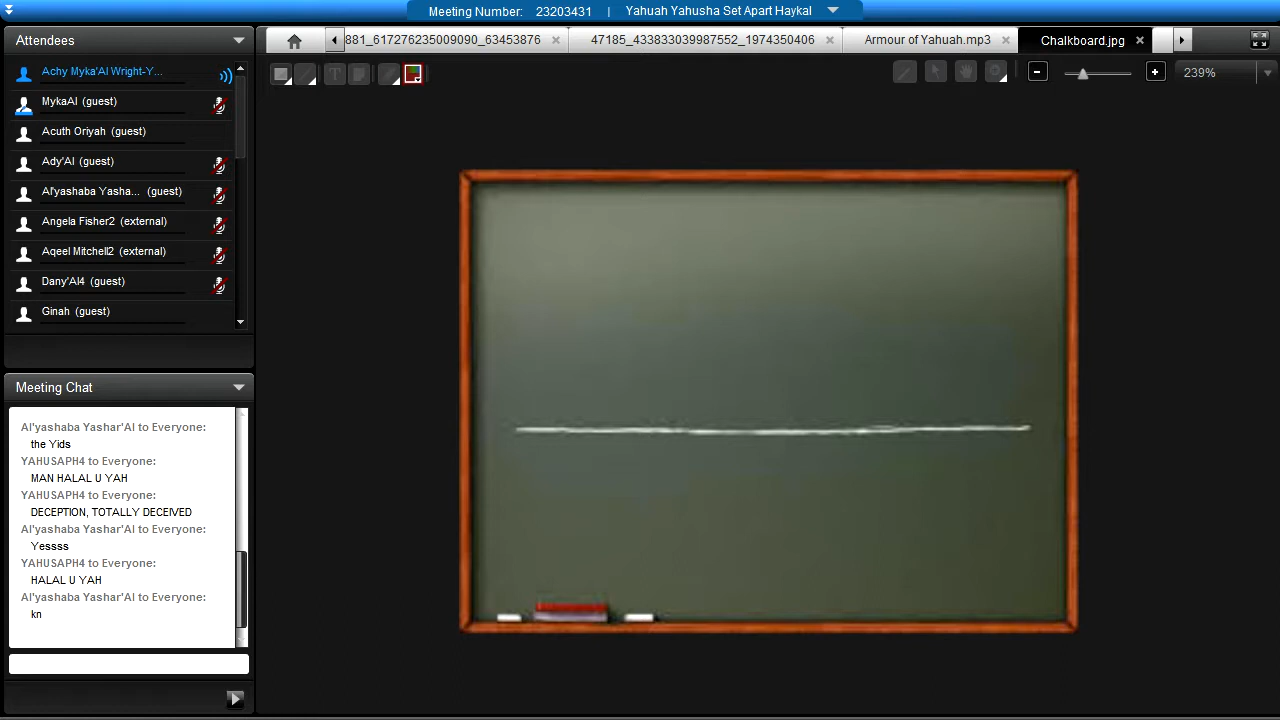 Meeting Number: 23203431 | Yahuah Yahusha Set Apart Haykal
Attendees
881_617276235009090_63453876
47185_433833039987552_1974350406
Armour of Yahuah.mp3
Chalkboard.jpg
239%
Achy Myka'Al Wright-Y...
MykaAl (guest)
Acuth Oriyah (guest)
Ady'Al (guest)
Al'yashaba Yasha... (guest)
Angela Fisher2 (external)
Aqeel Mitchell2 (external)
Dany'Al4 (guest)
Ginah (guest)
Meeting Chat
Al'yashaba Yashar'Al to Everyone:
the Yids
YAHUSAPH4 to Everyone:
MAN HALAL U YAH
YAHUSAPH4 to Everyone:
DECEPTION, TOTALLY DECEIVED
Al'yashaba Yashar'Al to Everyone:
Yessss
YAHUSAPH4 to Everyone:
HALAL U YAH
Al'yashaba Yashar'Al to Everyone:
kn